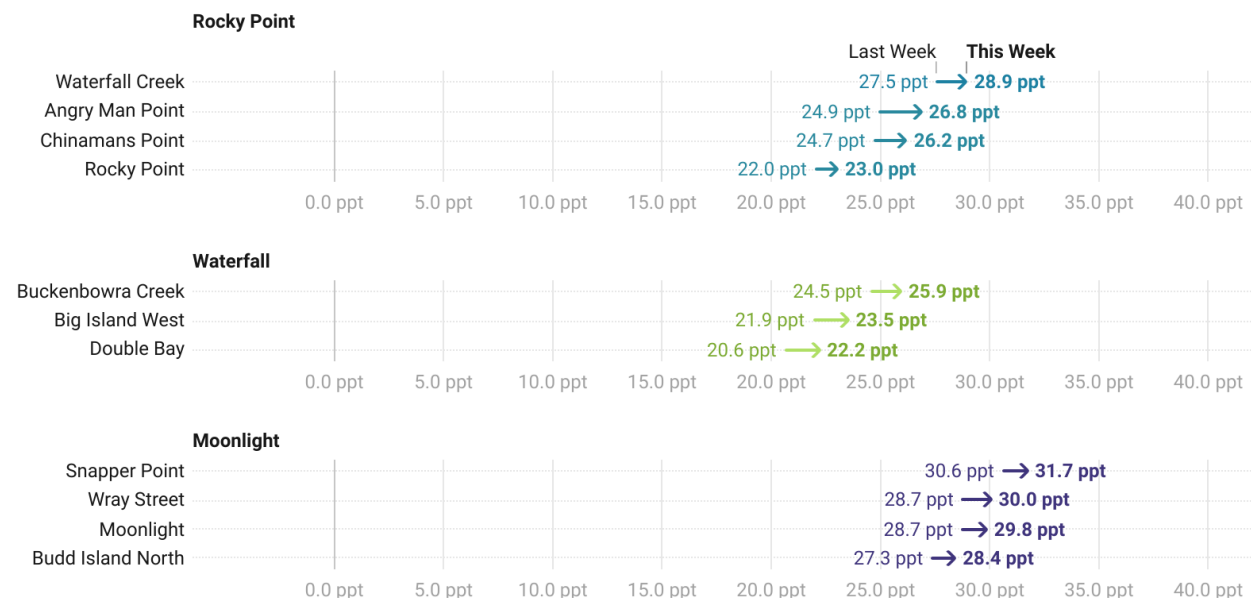 Rocky Point
Last Week This Week
Waterfall Creek 27.5 ppt 28.9 ppt
Angry Man Point 24.9 ppt 26.8 ppt
Chinamans Point 24.7 ppt 26.2 ppt
Rocky Point 22.0 ppt 23.0 ppt
0.0 ppt 5.0 ppt 10.0 ppt 15.0 ppt 20.0 ppt 25.0 ppt 30.0 ppt 35.0 ppt 40.0 ppt
Waterfall
Buckenbowra Creek 24.5 ppt 25.9 ppt
Big Island West 21.9 ppt 23.5 ppt
Double Bay 20.6 ppt 22.2 ppt
0.0 ppt 5.0 ppt 10.0 ppt 15.0 ppt 20.0 ppt 25.0 ppt 30.0 ppt 35.0 ppt 40.0 ppt
Moonlight
Snapper Point 30.6 ppt 31.7 ppt
Wray Street 28.7 ppt 30.0 ppt
Moonlight 28.7 ppt 29.8 ppt
Budd Island North 27.3 ppt 28.4 ppt
0.0 ppt 5.0 ppt 10.0 ppt 15.0 ppt 20.0 ppt 25.0 ppt 30.0 ppt 35.0 ppt 40.0 ppt